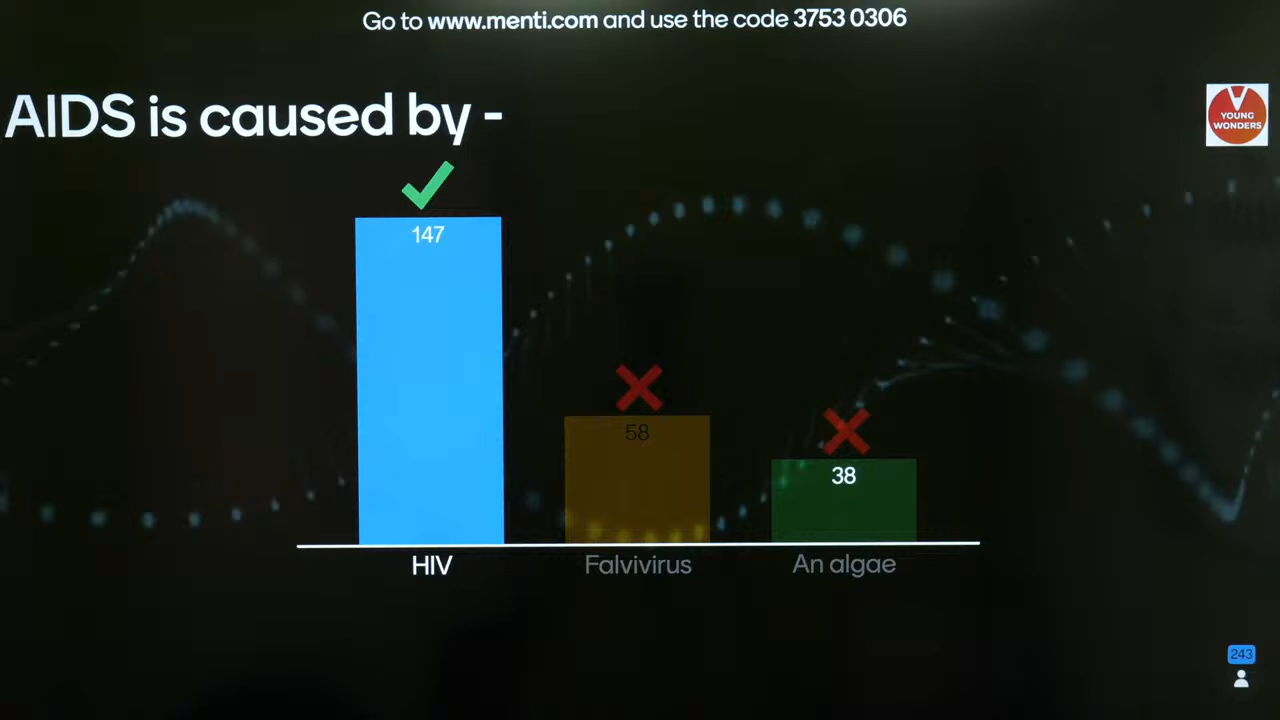 Go to www.menti.com and use the code 3753 0306
AIDS is caused by -
YOUNG
WONDERS
147
58
38
HIV
Falvivirus
An algae
243